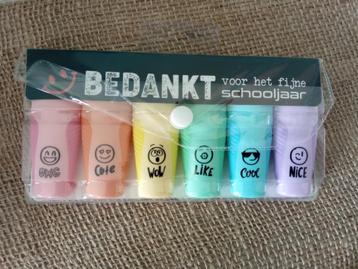 BEDANKT
voor het fijne
schooljaar
OMG
Cute
WOW
LIKE
COOL
NICE